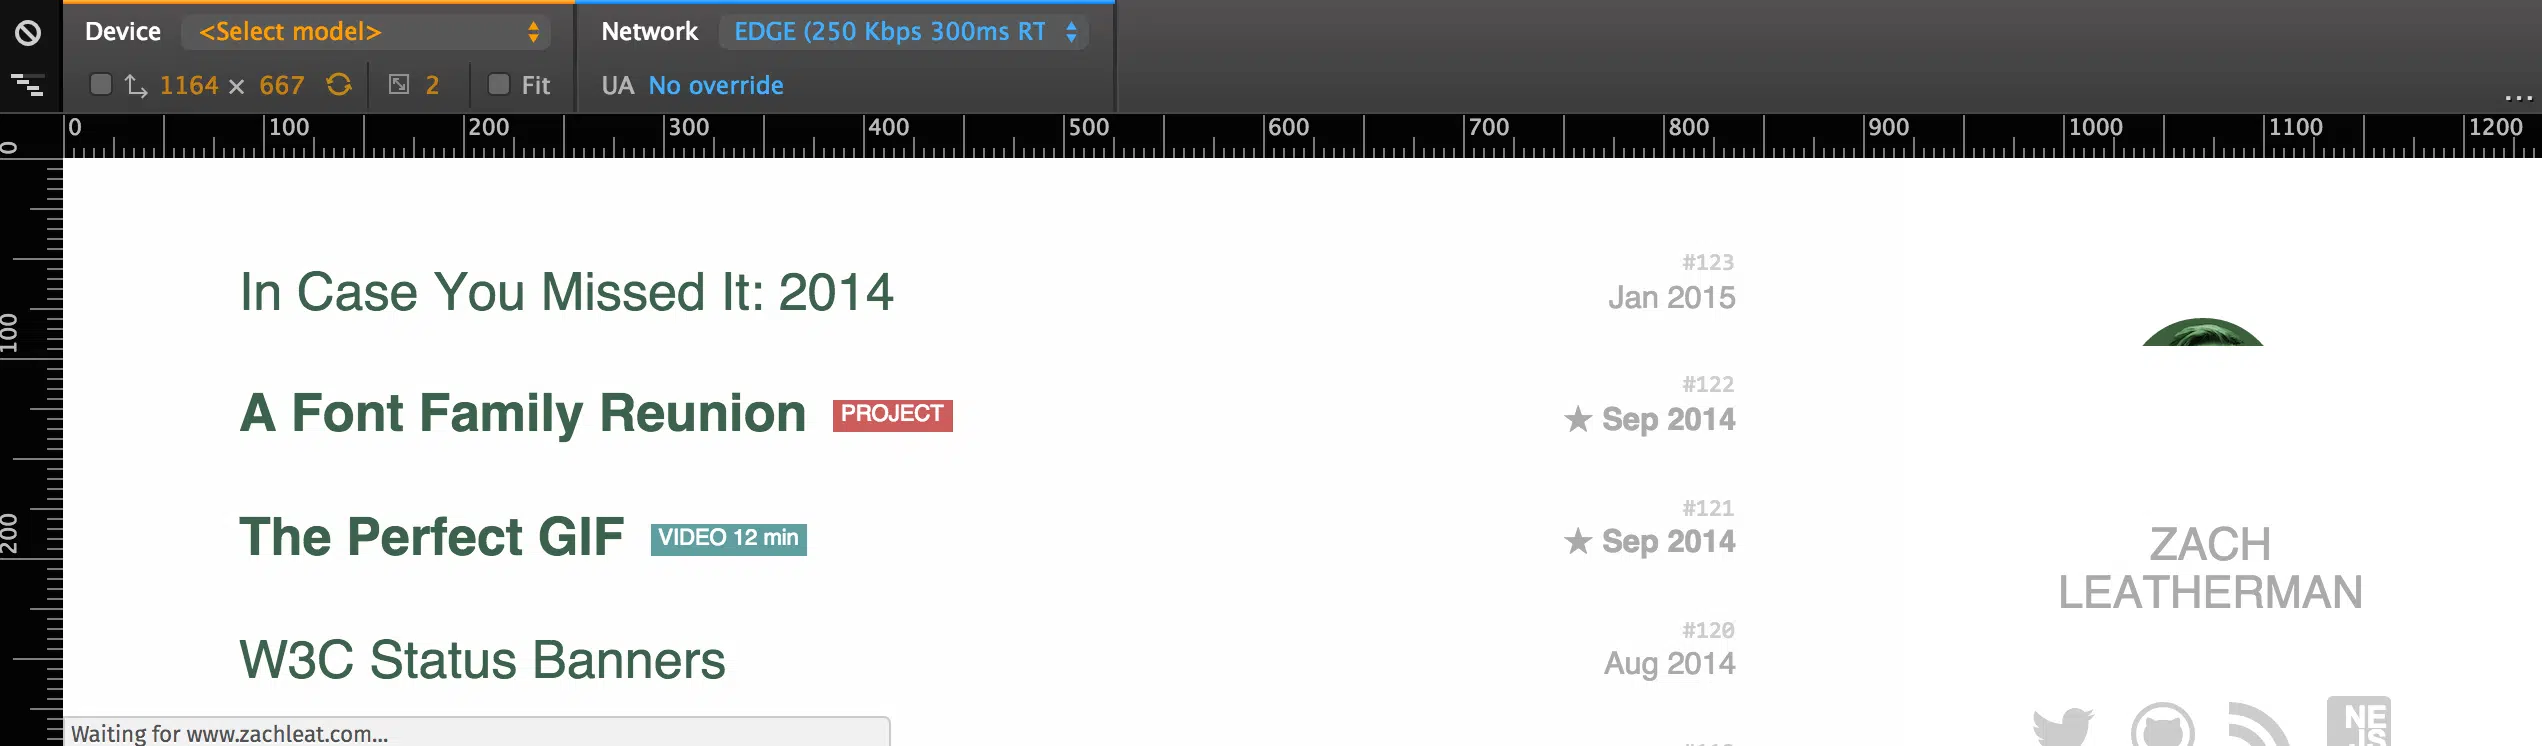 Device <Select model> Network EDGE (250 Kbps 300ms RT
1164 × 667 2 Fit UA No override
...
0 100 200 300 400 500 600 700 800 900 1000 1100 1200
0
100
200
#123
In Case You Missed It: 2014 Jan 2015
#122
A Font Family Reunion PROJECT ★ Sep 2014
#121
The Perfect GIF VIDEO 12 min ★ Sep 2014
ZACH
LEATHERMAN
#120
W3C Status Banners Aug 2014
NE
JS
Waiting for www.zachleat.com...